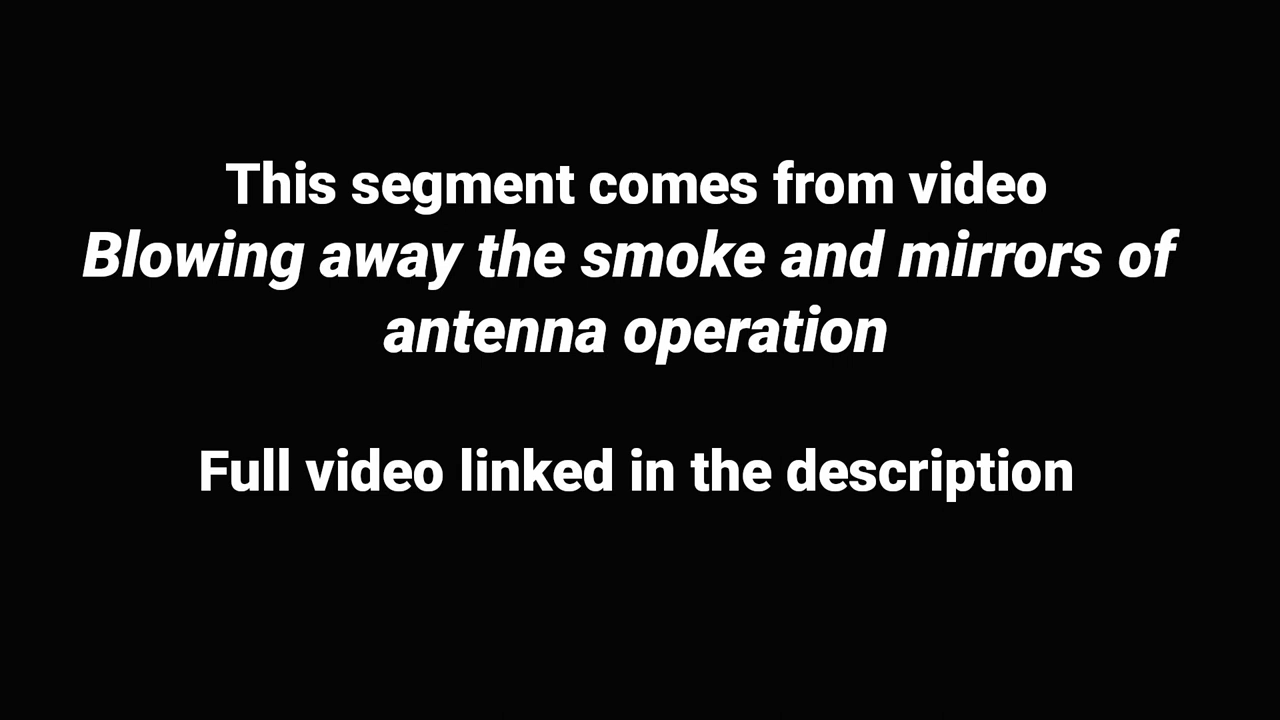 This segment comes from video
Blowing away the smoke and mirrors of
antenna operation
Full video linked in the description